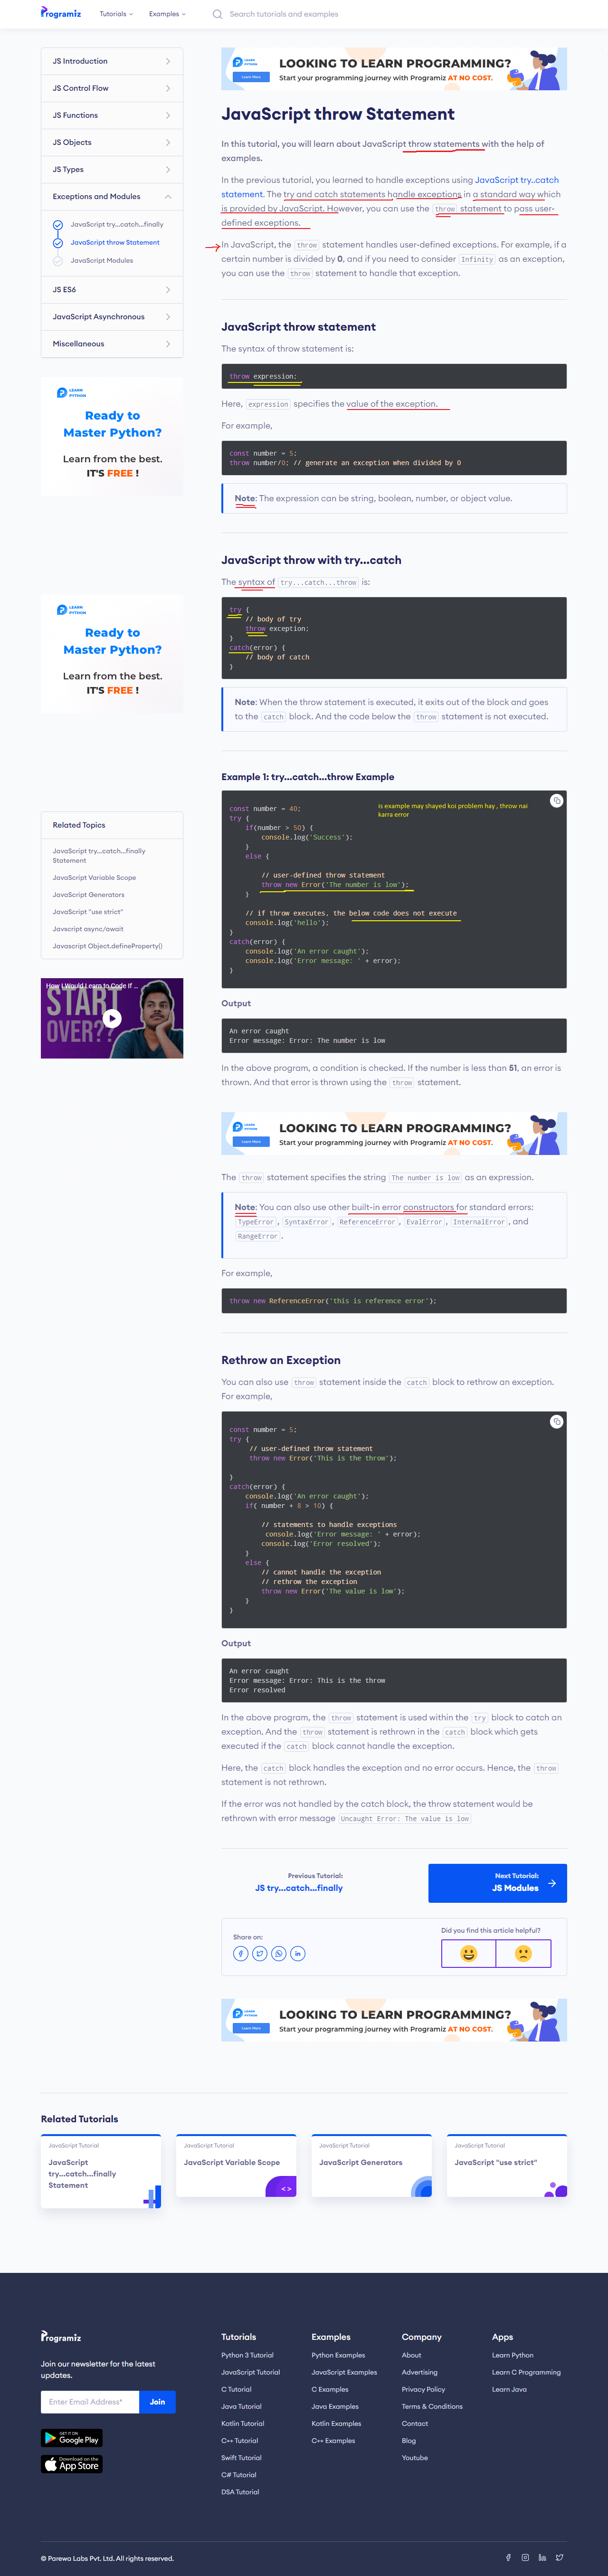 Programiz
Tutorials
Examples
Search tutorials and examples
JS Introduction
JS Control Flow
JS Functions
JS Objects
JS Types
Exceptions and Modules
JavaScript try...catch...finally
JavaScript throw Statement
JavaScript Modules
JS ES6
JavaScript Asynchronous
Miscellaneous
LEARN
PYTHON
Ready to
Master Python?
Learn from the best.
IT'S FREE !
LEARN
PYTHON
Ready to
Master Python?
Learn from the best.
IT'S FREE !
Related Topics
JavaScript try...catch...finally
Statement
JavaScript Variable Scope
JavaScript Generators
JavaScript "use strict"
Javscript async/await
Javascript Object.defineProperty()
How I Would Learn to Code If ...
START
OVER??
LEARN
PYTHON
Learn More
LOOKING TO LEARN PROGRAMMING?
Start your programming journey with Programiz AT NO COST.
JavaScript throw Statement
In this tutorial, you will learn about JavaScript throw statements with the help of
examples.
In the previous tutorial, you learned to handle exceptions using JavaScript try..catch
statement. The try and catch statements handle exceptions in a standard way which
is provided by JavaScript. However, you can use the throw statement to pass user-
defined exceptions.
In JavaScript, the throw statement handles user-defined exceptions. For example, if a
certain number is divided by 0, and if you need to consider Infinity as an exception,
you can use the throw statement to handle that exception.
JavaScript throw statement
The syntax of throw statement is:
throw expression;
Here, expression specifies the value of the exception.
For example,
const number = 5;
throw number/0; // generate an exception when divided by 0
Note: The expression can be string, boolean, number, or object value.
JavaScript throw with try...catch
The syntax of try...catch...throw is:
try {
// body of try
throw exception;
}
catch(error) {
// body of catch
}
Note: When the throw statement is executed, it exits out of the block and goes
to the catch block. And the code below the throw statement is not executed.
Example 1: try...catch...throw Example
is example may shayed koi problem hay , throw nai
karra error
const number = 40;
try {
if(number > 50) {
console.log('Success');
}
else {
// user-defined throw statement
throw new Error('The number is low');
}
// if throw executes, the below code does not execute
console.log('hello');
}
catch(error) {
console.log('An error caught');
console.log('Error message: ' + error);
}
Output
An error caught
Error message: Error: The number is low
In the above program, a condition is checked. If the number is less than 51, an error is
thrown. And that error is thrown using the throw statement.
LEARN
PYTHON
Learn More
LOOKING TO LEARN PROGRAMMING?
Start your programming journey with Programiz AT NO COST.
The throw statement specifies the string The number is low as an expression.
Note: You can also use other built-in error constructors for standard errors:
TypeError, SyntaxError, ReferenceError, EvalError, InternalError, and
RangeError.
For example,
throw new ReferenceError('this is reference error');
Rethrow an Exception
You can also use throw statement inside the catch block to rethrow an exception.
For example,
const number = 5;
try {
// user-defined throw statement
throw new Error('This is the throw');
}
catch(error) {
console.log('An error caught');
if( number + 8 > 10) {
// statements to handle exceptions
console.log('Error message: ' + error);
console.log('Error resolved');
}
else {
// cannot handle the exception
// rethrow the exception
throw new Error('The value is low');
}
}
Output
An error caught
Error message: Error: This is the throw
Error resolved
In the above program, the throw statement is used within the try block to catch an
exception. And the throw statement is rethrown in the catch block which gets
executed if the catch block cannot handle the exception.
Here, the catch block handles the exception and no error occurs. Hence, the throw
statement is not rethrown.
If the error was not handled by the catch block, the throw statement would be
rethrown with error message Uncaught Error: The value is low
Previous Tutorial:
JS try...catch...finally
Next Tutorial:
JS Modules
Share on:
Did you find this article helpful?
LEARN
PYTHON
Learn More
LOOKING TO LEARN PROGRAMMING?
Start your programming journey with Programiz AT NO COST.
Related Tutorials
JavaScript Tutorial
JavaScript
try...catch...finally
Statement
JavaScript Tutorial
JavaScript Variable Scope
JavaScript Tutorial
JavaScript Generators
JavaScript Tutorial
JavaScript "use strict"
Programiz
Join our newsletter for the latest
updates.
Enter Email Address*
Join
GET IT ON
Google Play
Download on the
App Store
Tutorials
Python 3 Tutorial
JavaScript Tutorial
C Tutorial
Java Tutorial
Kotlin Tutorial
C++ Tutorial
Swift Tutorial
C# Tutorial
DSA Tutorial
Examples
Python Examples
JavaScript Examples
C Examples
Java Examples
Kotlin Examples
C++ Examples
Company
About
Advertising
Privacy Policy
Terms & Conditions
Contact
Blog
Youtube
Apps
Learn Python
Learn C Programming
Learn Java
© Parewa Labs Pvt. Ltd. All rights reserved.